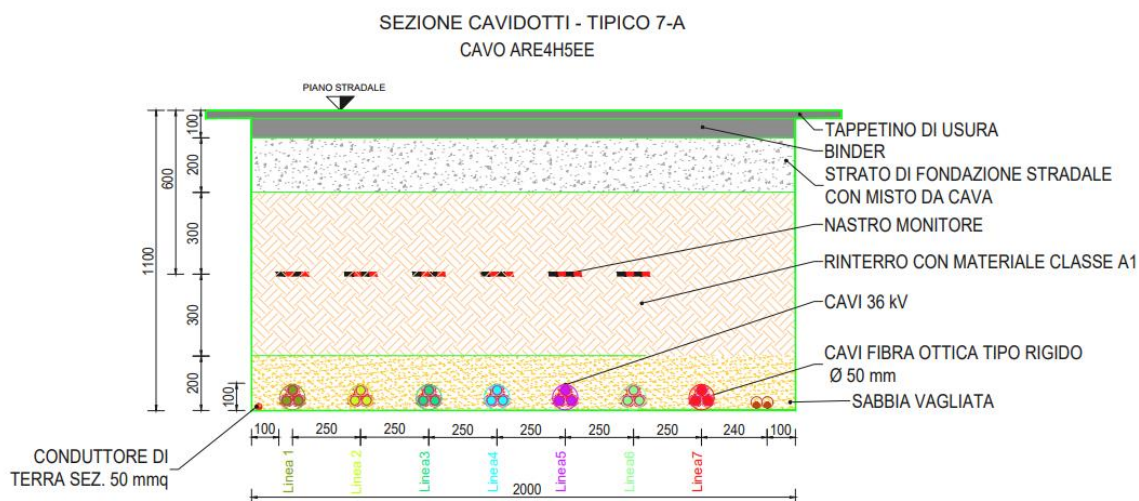 SEZIONE CAVIDOTTI - TIPICO 7-A
CAVO ARE4H5EE
PIANO STRADALE
100
200
600
300
1100
300
200
100
TAPPETINO DI USURA
BINDER
STRATO DI FONDAZIONE STRADALE
CON MISTO DA CAVA
NASTRO MONITORE
RINTERRO CON MATERIALE CLASSE A1
CAVI 36 kV
CAVI FIBRA OTTICA TIPO RIGIDO
Ø 50 mm
SABBIA VAGLIATA
100
250
250
250
250
250
250
240
100
CONDUTTORE DI
TERRA SEZ. 50 mmq
Linea 1
Linea 2
Linea3
Linea4
Linea5
Linea6
Linea7
2000